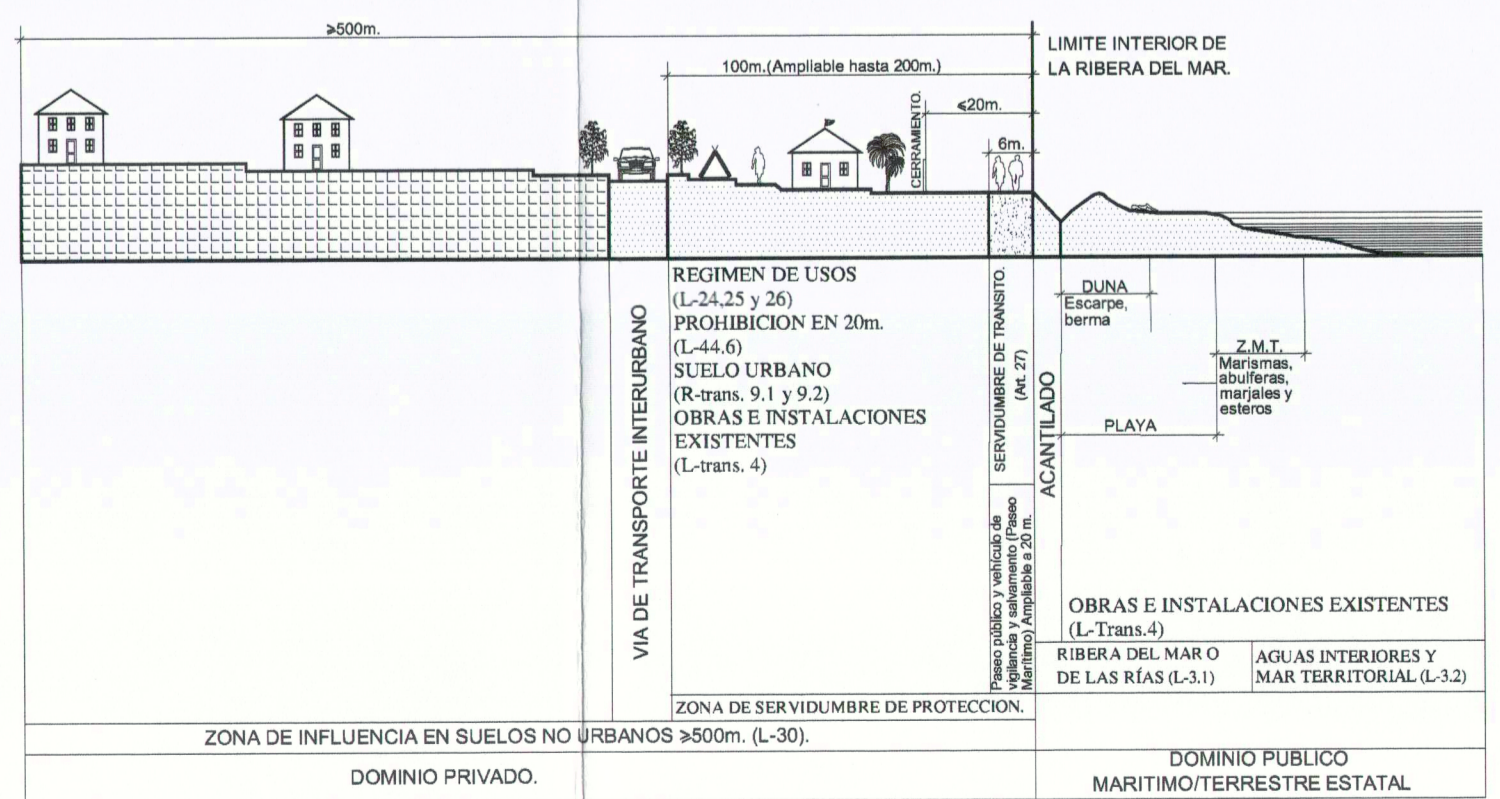 ≥500m.
LIMITE INTERIOR DE
LA RIBERA DEL MAR.
100m.(Ampliable hasta 200m.)
CERRAMIENTO.
≤20m.
6m.
VIA DE TRANSPORTE INTERURBANO
REGIMEN DE USOS
(L-24,25 y 26)
PROHIBICION EN 20m.
(L-44.6)
SUELO URBANO
(R-trans. 9.1 y 9.2)
OBRAS E INSTALACIONES
EXISTENTES
(L-trans. 4)
SERVIDUMBRE DE TRANSITO.
(Art. 27)
Paseo público y vehículo de
vigilancia y salvamento (Paseo
Marítimo) Ampliable a 20 m.
ACANTILADO
DUNA
Escarpe,
berma
Z.M.T.
Marismas,
abulferas,
marjales y
esteros
PLAYA
OBRAS E INSTALACIONES EXISTENTES
(L-Trans.4)
RIBERA DEL MAR O
DE LAS RÍAS (L-3.1)
AGUAS INTERIORES Y
MAR TERRITORIAL (L-3.2)
ZONA DE SERVIDUMBRE DE PROTECCION.
ZONA DE INFLUENCIA EN SUELOS NO URBANOS ≥500m. (L-30).
DOMINIO PRIVADO.
DOMINIO PUBLICO
MARITIMO/TERRESTRE ESTATAL